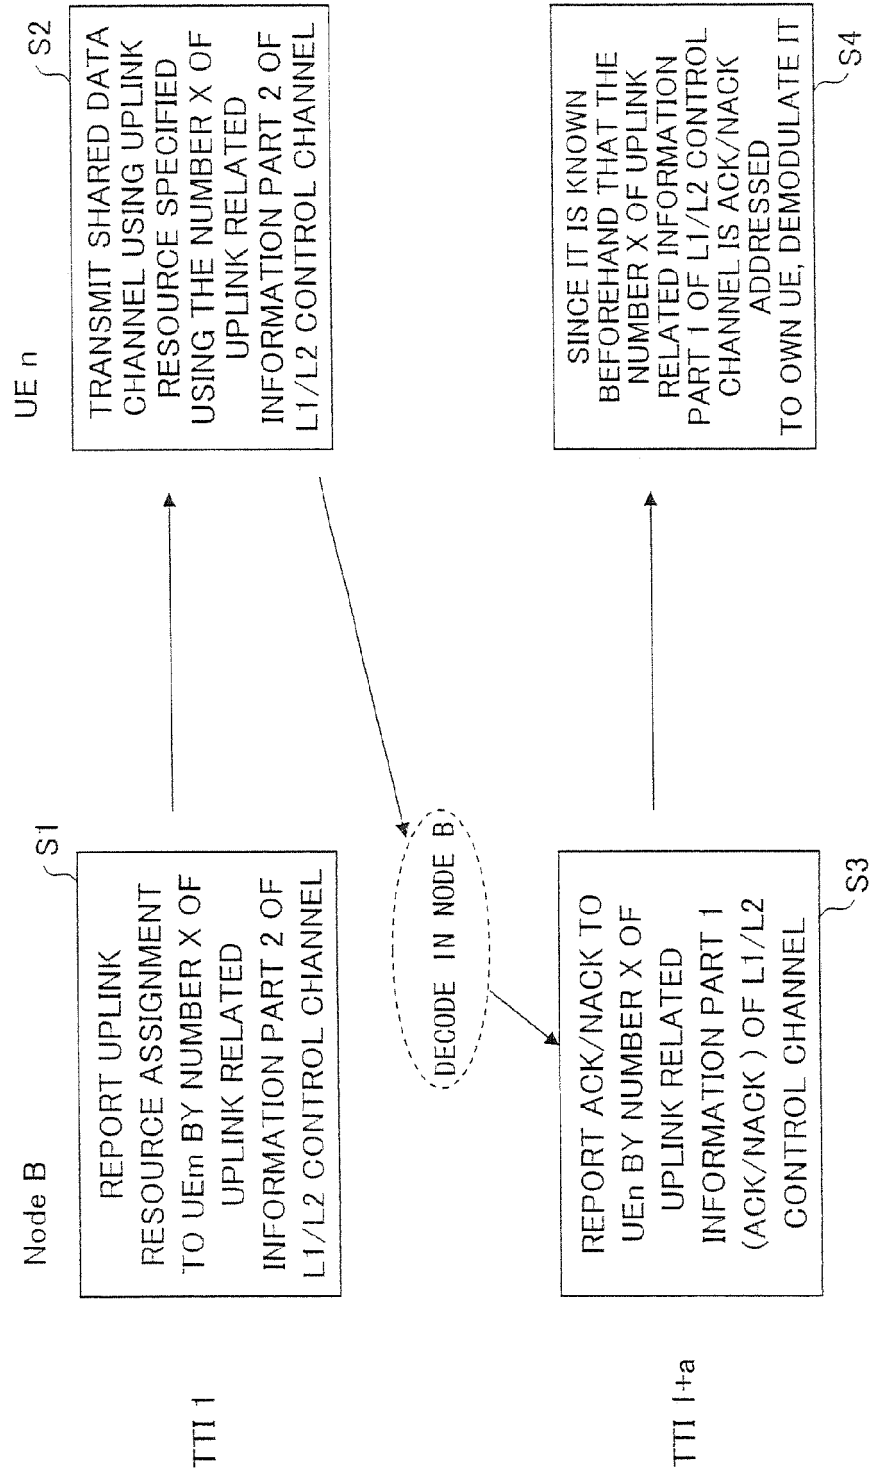 Node B
UE n
TTI 1
S1
REPORT UPLINK
RESOURCE ASSIGNMENT
TO UEm BY NUMBER X OF
UPLINK RELATED
INFORMATION PART 2 OF
L1/L2 CONTROL CHANNEL
S2
TRANSMIT SHARED DATA
CHANNEL USING UPLINK
RESOURCE SPECIFIED
USING THE NUMBER X OF
UPLINK RELATED
INFORMATION PART 2 OF
L1/L2 CONTROL CHANNEL
DECODE IN NODE B
TTI 1+a
REPORT ACK/NACK TO
UEn BY NUMBER X OF
UPLINK RELATED
INFORMATION PART 1
(ACK/NACK ) OF L1/L2
CONTROL CHANNEL
S3
SINCE IT IS KNOWN
BEFOREHAND THAT THE
NUMBER X OF UPLINK
RELATED INFORMATION
PART 1 OF L1/L2 CONTROL
CHANNEL IS ACK/NACK
ADDRESSED
TO OWN UE, DEMODULATE IT
S4